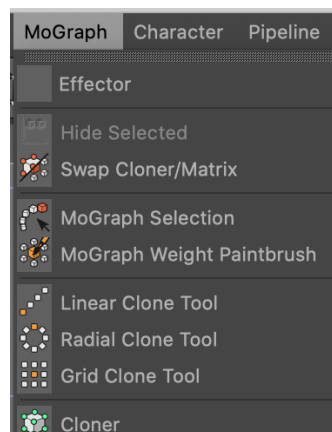 MoGraph Character Pipeline
Effector
Hide Selected
Swap Cloner/Matrix
MoGraph Selection
MoGraph Weight Paintbrush
Linear Clone Tool
Radial Clone Tool
Grid Clone Tool
Cloner